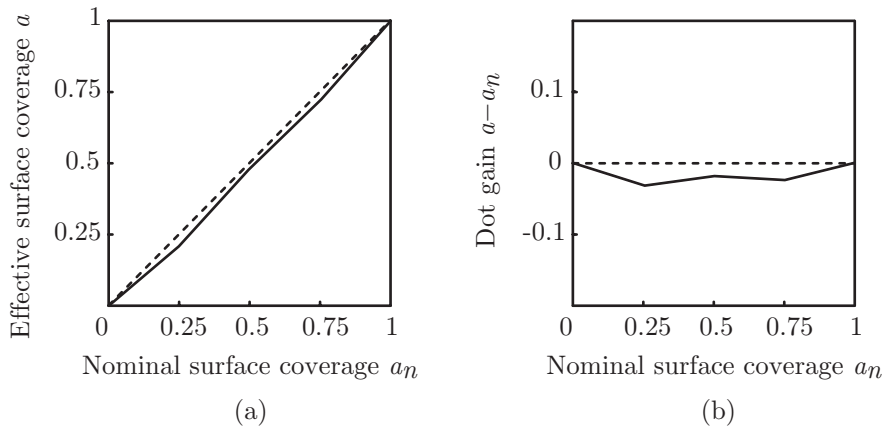 Effective surface coverage a
1
0.75
0.5
0.25
0 0.25 0.5 0.75 1
Nominal surface coverage an
(a)
Dot gain a−an
0.1
0
-0.1
0 0.25 0.5 0.75 1
Nominal surface coverage an
(b)